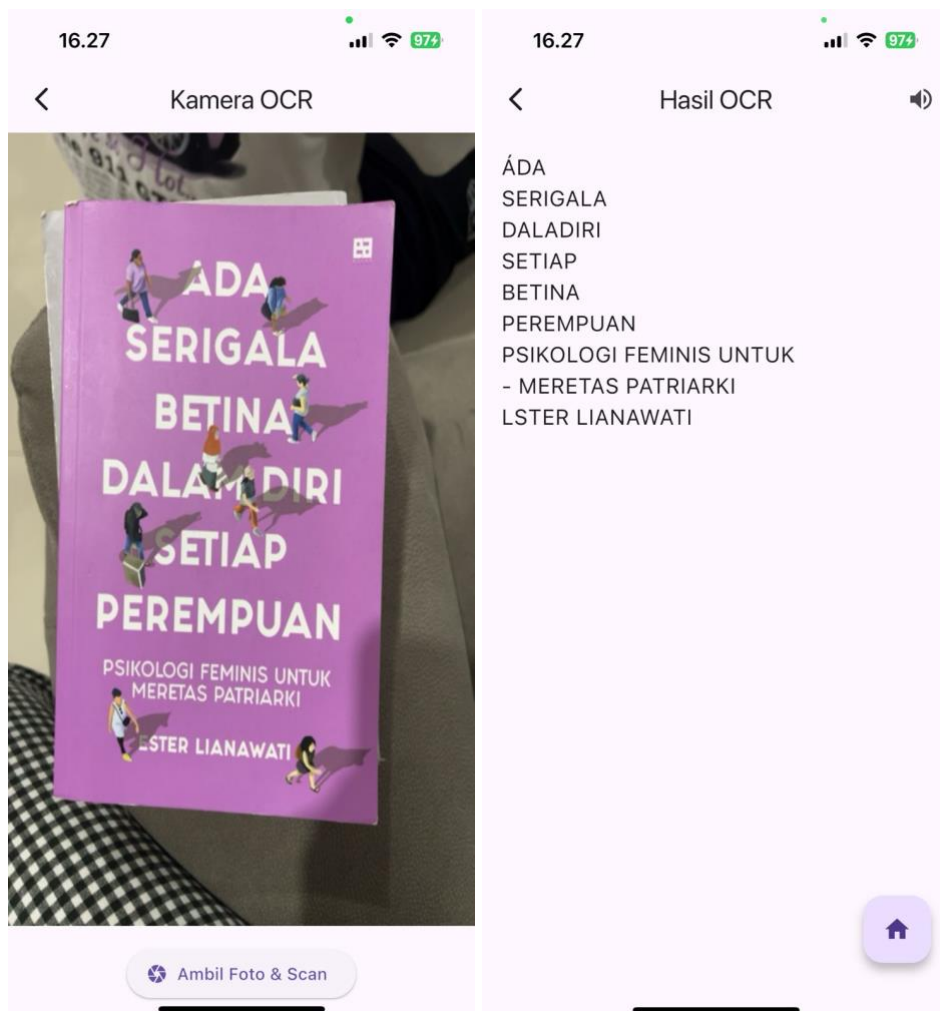 16.27
97
Kamera OCR
ADA
SERIGALA
BETINA
DALAM DIRI
SETIAP
PEREMPUAN
PSIKOLOGI FEMINIS UNTUK
MERETAS PATRIARKI
ESTER LIANAWATI
Ambil Foto & Scan
16.27
97
Hasil OCR
ÁDA
SERIGALA
DALADIRI
SETIAP
BETINA
PEREMPUAN
PSIKOLOGI FEMINIS UNTUK
- MERETAS PATRIARKI
LSTER LIANAWATI